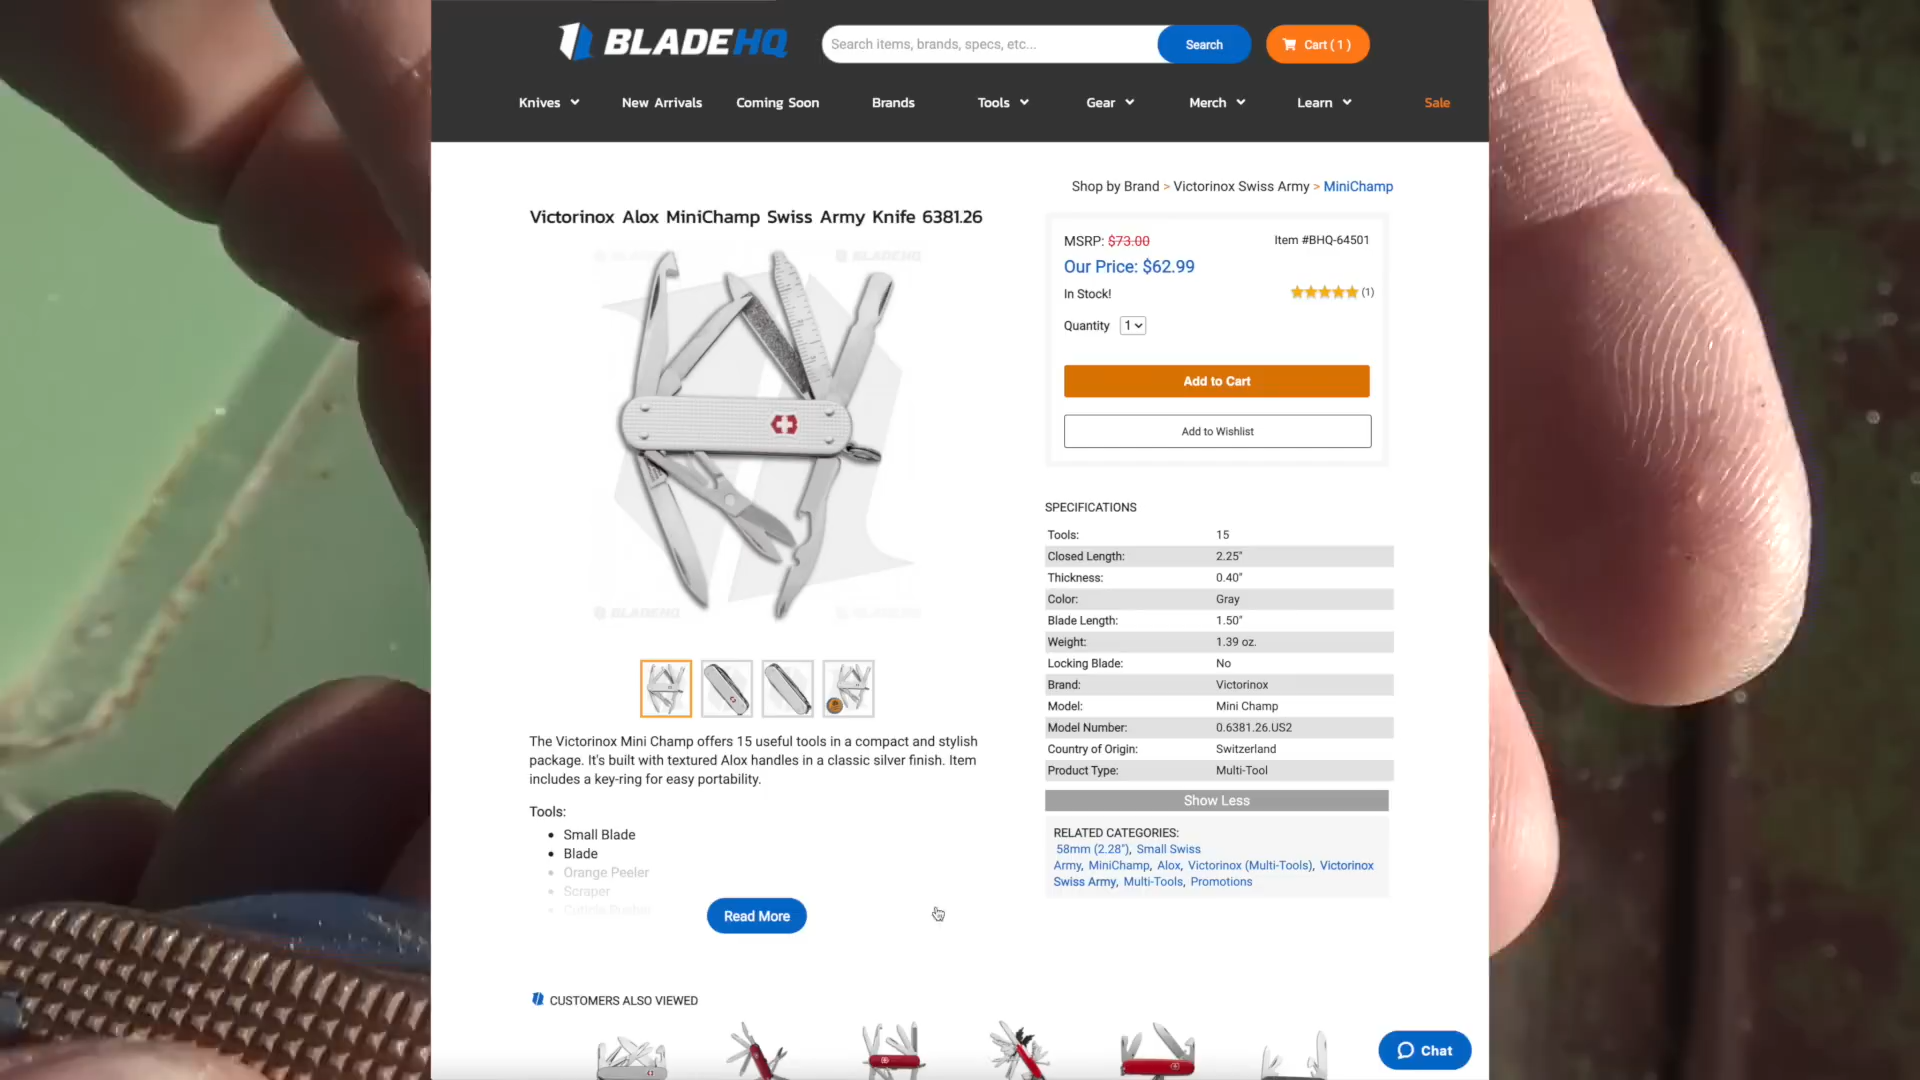 BLADEHQ
Search items, brands, specs, etc...
Search
Cart ( 1 )
Knives
New Arrivals
Coming Soon
Brands
Tools
Gear
Merch
Learn
Sale
Shop by Brand > Victorinox Swiss Army > MiniChamp
Victorinox Alox MiniChamp Swiss Army Knife 6381.26
BLADEHQ
BLADEHQ
BLADEHQ
BLADEHQ
MSRP: $73.00
Item #BHQ-64501
Our Price: $62.99
In Stock!
(1)
Quantity
1
Add to Cart
Add to Wishlist
SPECIFICATIONS
Tools: 15
Closed Length: 2.25"
Thickness: 0.40"
Color: Gray
Blade Length: 1.50"
Weight: 1.39 oz.
Locking Blade: No
Brand: Victorinox
Model: Mini Champ
Model Number: 0.6381.26.US2
Country of Origin: Switzerland
Product Type: Multi-Tool
Show Less
RELATED CATEGORIES:
58mm (2.28"), Small Swiss
Army, MiniChamp, Alox, Victorinox (Multi-Tools), Victorinox
Swiss Army, Multi-Tools, Promotions
The Victorinox Mini Champ offers 15 useful tools in a compact and stylish
package. It's built with textured Alox handles in a classic silver finish. Item
includes a key-ring for easy portability.
Tools:
• Small Blade
• Blade
• Orange Peeler
• Scraper
• Cuticle Pusher
Read More
CUSTOMERS ALSO VIEWED
Chat